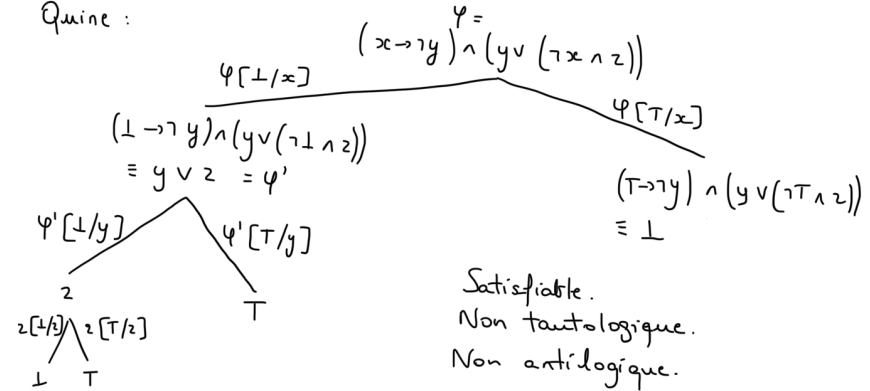 Quine :
φ =
(x → ¬y) ∧ (y ∨ (¬x ∧ z))
φ[⊥/x]
φ[T/x]
(⊥ → ¬y) ∧ (y ∨ (¬⊥ ∧ z))
≡ y ∨ z = φ'
(T → ¬y) ∧ (y ∨ (¬T ∧ z))
≡ ⊥
φ'[⊥/y]
φ'[T/y]
z
T
z[⊥/z]
z[T/z]
⊥
T
Satisfiable.
Non tautologique.
Non antilogique.